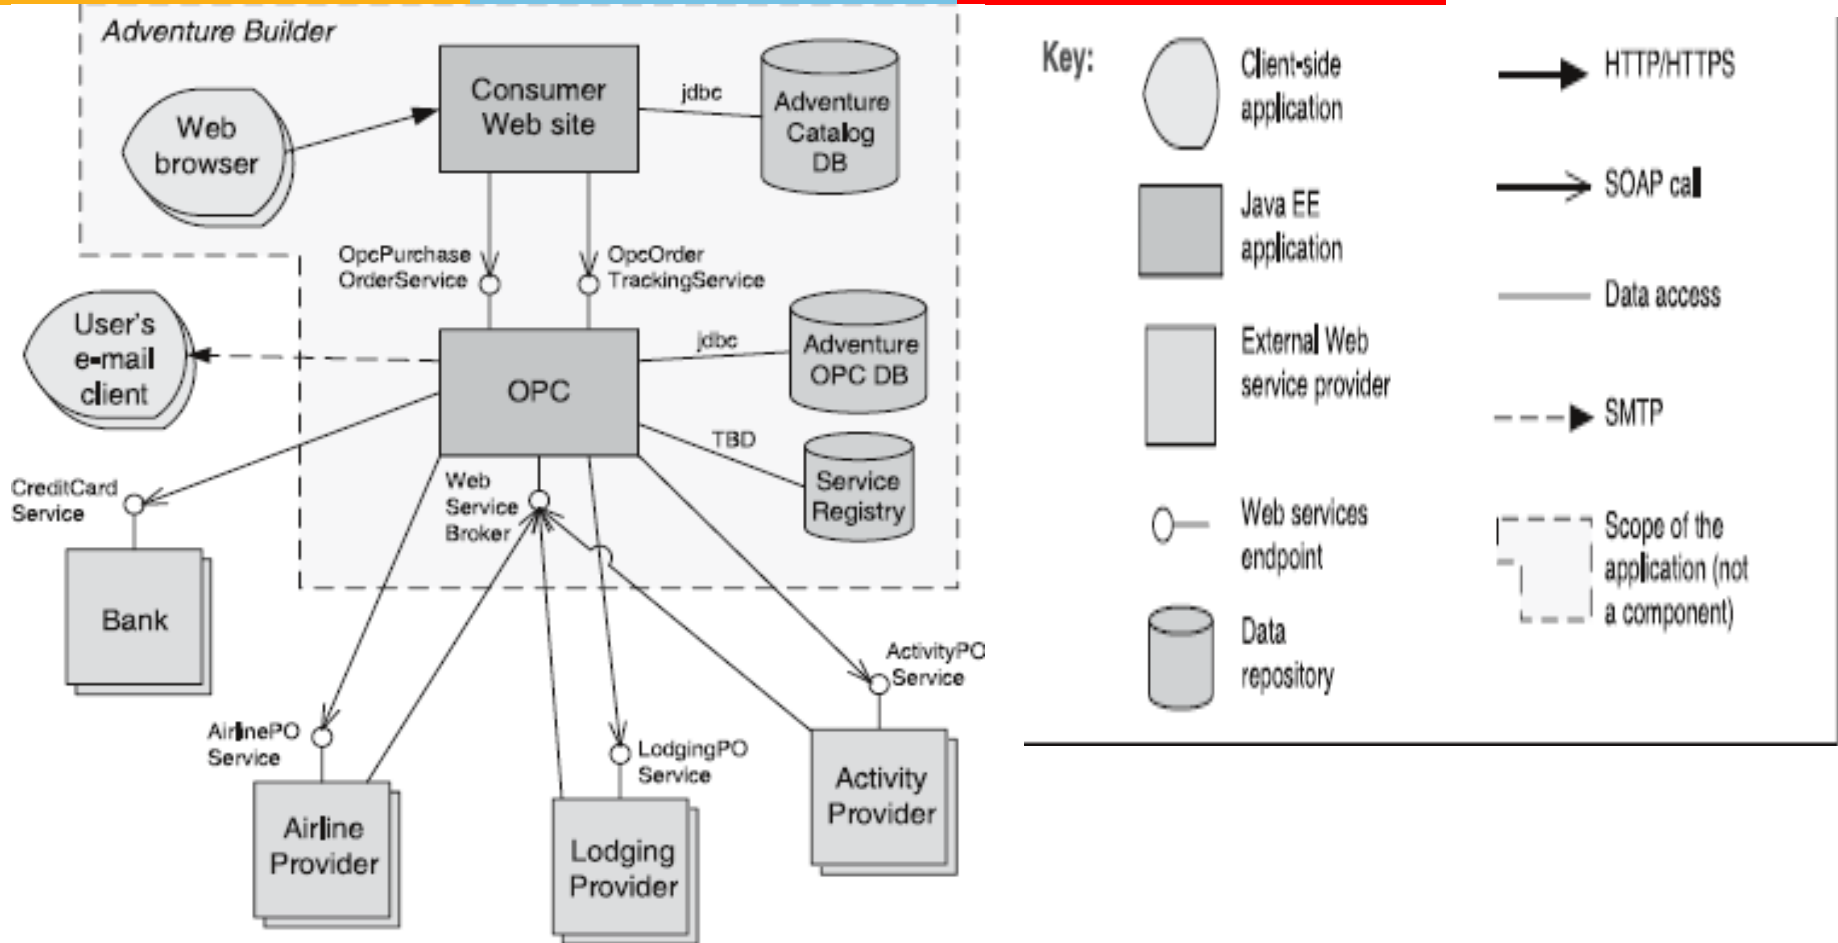 Adventure Builder
Consumer
Web site
jdbc
Adventure
Catalog
DB
Web
browser
OpcPurchase
OrderService
OpcOrder
TrackingService
User's
e-mail
client
OPC
jdbc
Adventure
OPC DB
TBD
Service
Registry
Web
Service
Broker
CreditCard
Service
Bank
AirlinePO
Service
Airline
Provider
LodgingPO
Service
Lodging
Provider
ActivityPO
Service
Activity
Provider
Key:
Client-side
application
Java EE
application
External Web
service provider
Web services
endpoint
Data
repository
HTTP/HTTPS
SOAP call
Data access
SMTP
Scope of the
application (not
a component)